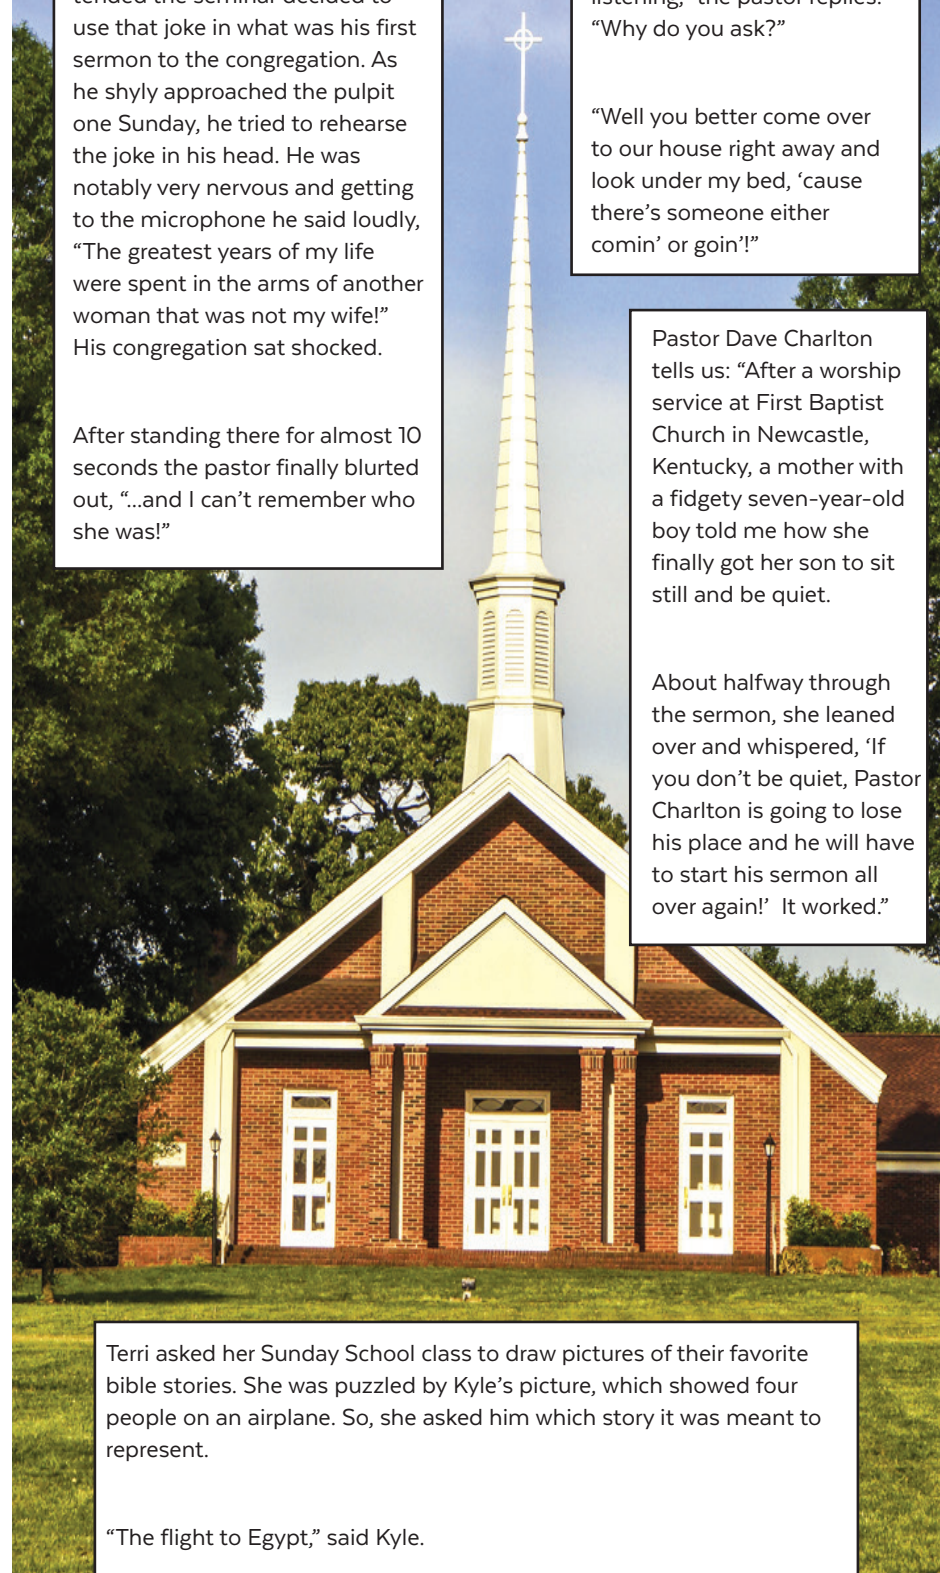 tended the seminar decided to
use that joke in what was his first
sermon to the congregation. As
he shyly approached the pulpit
one Sunday, he tried to rehearse
the joke in his head. He was
notably very nervous and getting
to the microphone he said loudly,
“The greatest years of my life
were spent in the arms of another
woman that was not my wife!”
His congregation sat shocked.
After standing there for almost 10
seconds the pastor finally blurted
out, “...and I can’t remember who
she was!”
listening,” the pastor replies.
“Why do you ask?”
“Well you better come over
to our house right away and
look under my bed, ‘cause
there’s someone either
comin’ or goin’!”
Pastor Dave Charlton
tells us: “After a worship
service at First Baptist
Church in Newcastle,
Kentucky, a mother with
a fidgety seven-year-old
boy told me how she
finally got her son to sit
still and be quiet.
About halfway through
the sermon, she leaned
over and whispered, ‘If
you don’t be quiet, Pastor
Charlton is going to lose
his place and he will have
to start his sermon all
over again!’ It worked.”
Terri asked her Sunday School class to draw pictures of their favorite
bible stories. She was puzzled by Kyle’s picture, which showed four
people on an airplane. So, she asked him which story it was meant to
represent.
“The flight to Egypt,” said Kyle.